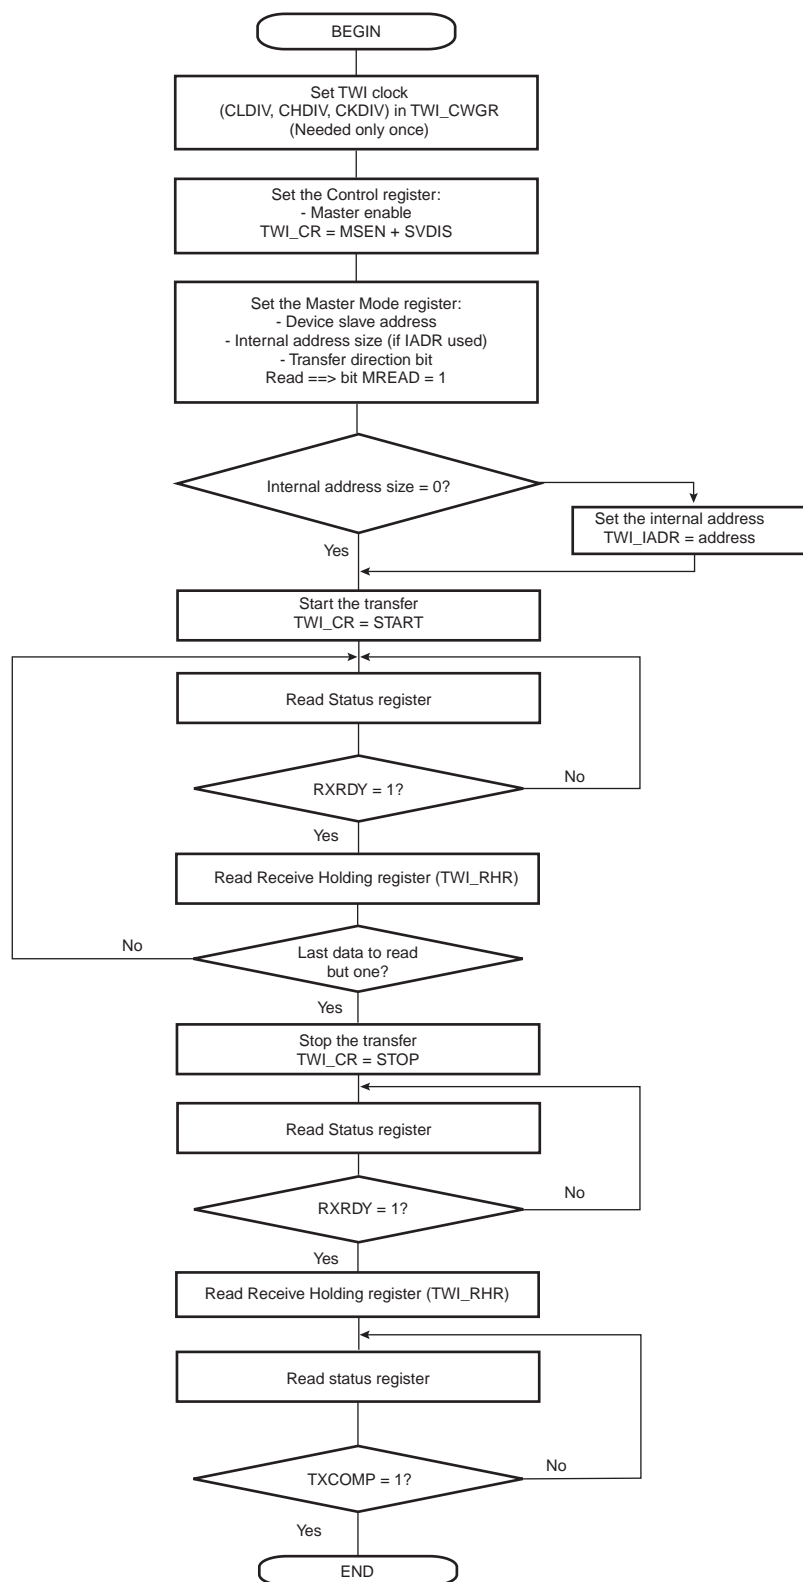 BEGIN
Set TWI clock
(CLDIV, CHDIV, CKDIV) in TWI_CWGR
(Needed only once)
Set the Control register:
- Master enable
TWI_CR = MSEN + SVDIS
Set the Master Mode register:
- Device slave address
- Internal address size (if IADR used)
- Transfer direction bit
Read ==> bit MREAD = 1
Internal address size = 0?
Set the internal address
TWI_IADR = address
Yes
Start the transfer
TWI_CR = START
Read Status register
RXRDY = 1?
No
Yes
Read Receive Holding register (TWI_RHR)
No
Last data to read
but one?
Yes
Stop the transfer
TWI_CR = STOP
Read Status register
RXRDY = 1?
No
Yes
Read Receive Holding register (TWI_RHR)
Read status register
TXCOMP = 1?
No
Yes
END